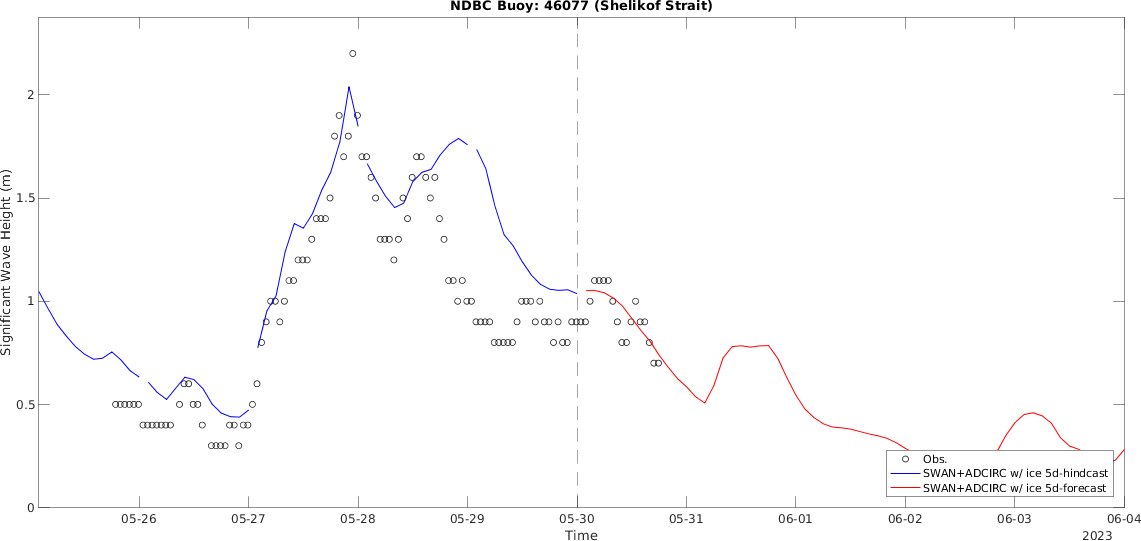 NDBC Buoy: 46077 (Shelikof Strait)
Significant Wave Height (m)
2
1.5
1
0.5
0
Obs.
SWAN+ADCIRC w/ ice 5d-hindcast
SWAN+ADCIRC w/ ice 5d-forecast
05-26 05-27 05-28 05-29 05-30 05-31 06-01 06-02 06-03 06-04
Time
2023